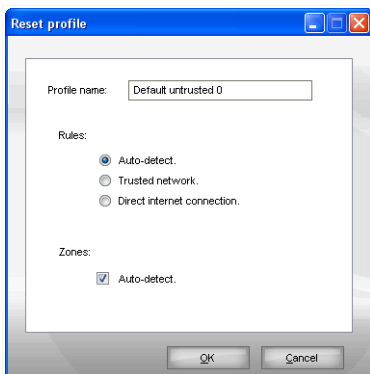 Reset profile
Profile name: Default untrusted 0
Rules:
Auto-detect.
Trusted network.
Direct internet connection.
Zones:
Auto-detect.
OK Cancel